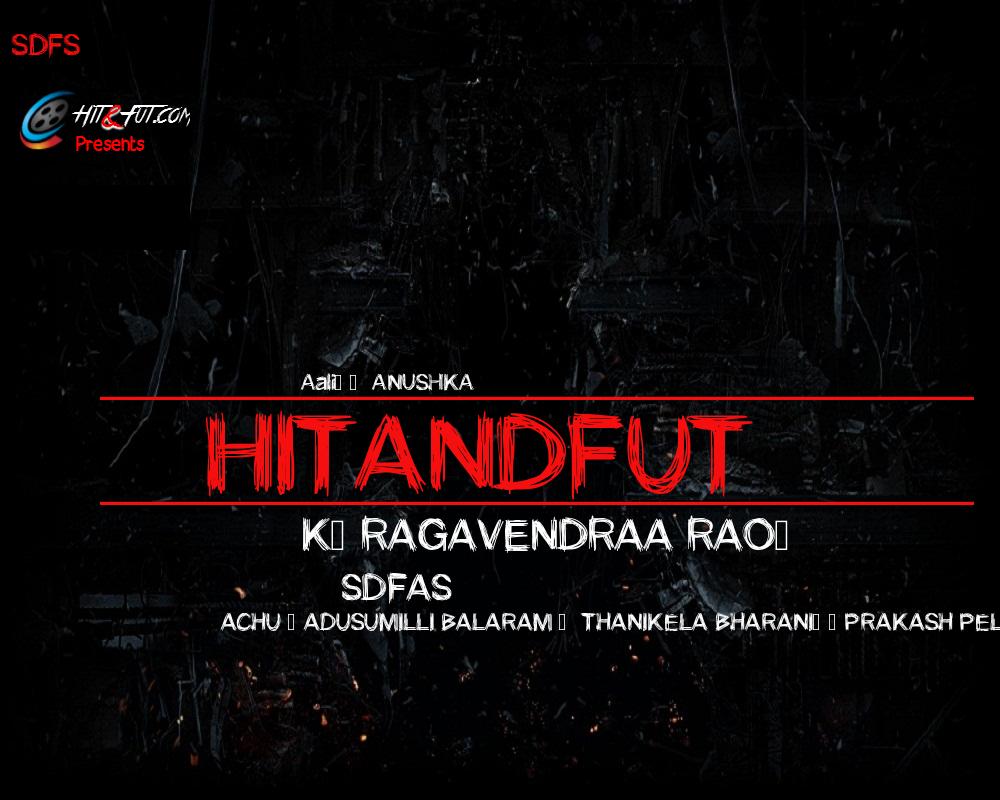 SDFS
HIT&FUT.COM
Presents
Aali▯ ▯ ANUSHKA
HITANDFUT
K▯ RAGAVENDRAA RAO▯
SDFAS
ACHU ▯ ADUSUMILLI BALARAM ▯ THANIKELA BHARANI▯ ▯ PRAKASH PEL